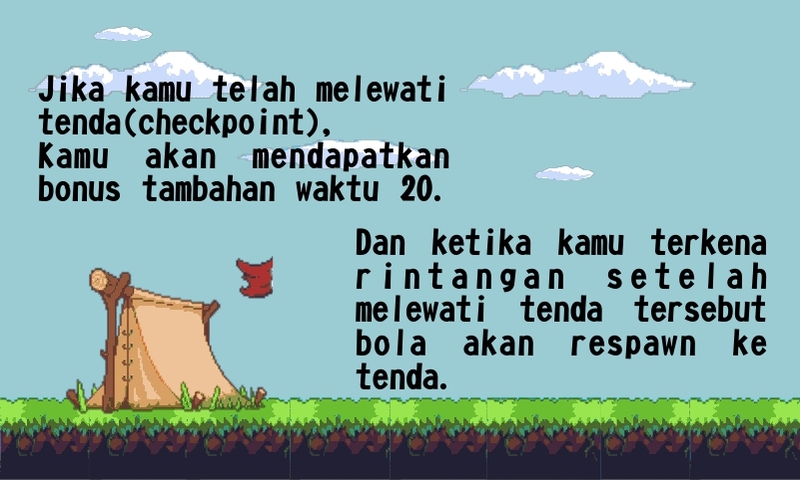 Jika kamu telah melewati
tenda(checkpoint),
Kamu akan mendapatkan
bonus tambahan waktu 20.
Dan ketika kamu terkena
rintangan setelah
melewati tenda tersebut
bola akan respawn ke
tenda.